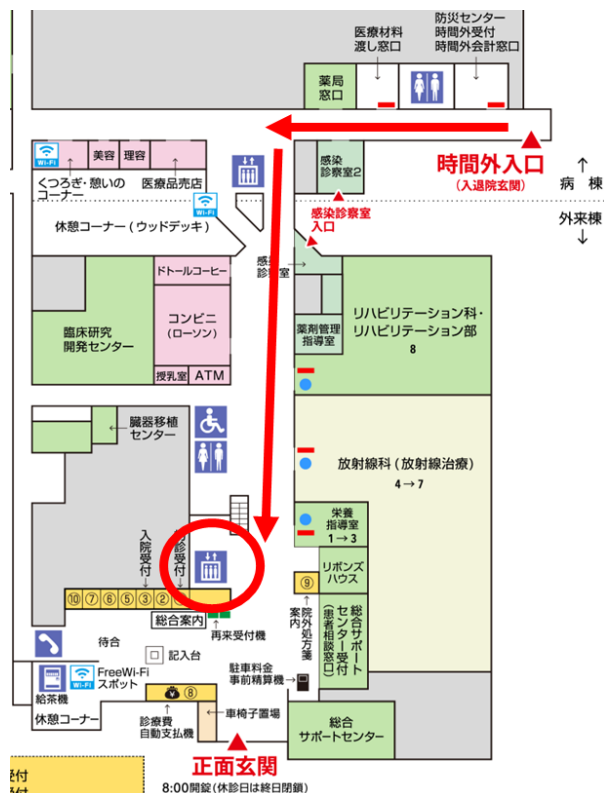 医療材料
渡し窓口
防災センター
時間外受付
時間外会計窓口
薬局
窓口
Wi-Fi
美容
理容
くつろぎ・憩いの
コーナー
医療品売店
感染
診察室2
時間外入口
(入退院玄関)
↑
病 棟
外来棟
↓
Wi-Fi
休憩コーナー(ウッドデッキ)
感染診察室
入口
感
診 室
ドトールコーヒー
コンビニ
(ローソン)
臨床研究
開発センター
授乳室
ATM
薬剤管理
指導室
リハビリテーション科・
リハビリテーション部
8
臓器移植
センター
放射線科(放射線治療)
4→7
栄養
指導室
1→3
入院受付
診受付
リボンズ
ハウス
⑩
⑦
⑥
⑤
③
②
⑨
総合案内
再来受付機
院外処方箋
案内
総合サポート
センター受付
(患者相談窓口)
待合
記入台
駐車料金
事前精算機
FreeWi-Fi
スポット
Wi-Fi
給茶機
休憩コーナー
⑧
診療費
自動支払機
車椅子置場
総合
サポートセンター
正面玄関
8:00開錠(休診日は終日閉鎖)
受付